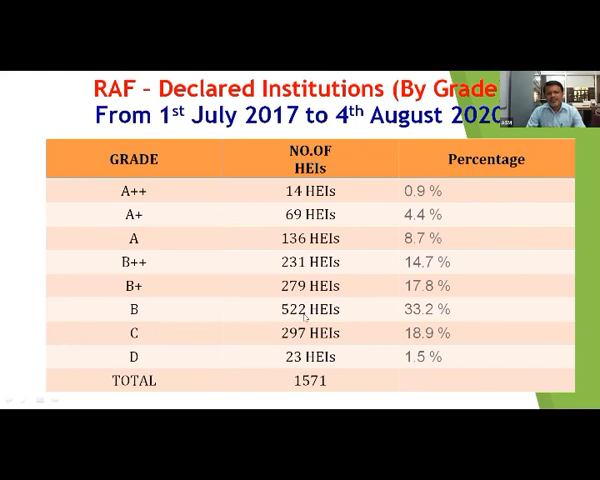 RAF – Declared Institutions (By Grade
From 1st July 2017 to 4th August 2020
GRADE NO.OF HEIs Percentage
A++ 14 HEIs 0.9 %
A+ 69 HEIs 4.4 %
A 136 HEIs 8.7 %
B++ 231 HEIs 14.7 %
B+ 279 HEIs 17.8 %
B 522 HEIs 33.2 %
C 297 HEIs 18.9 %
D 23 HEIs 1.5 %
TOTAL 1571